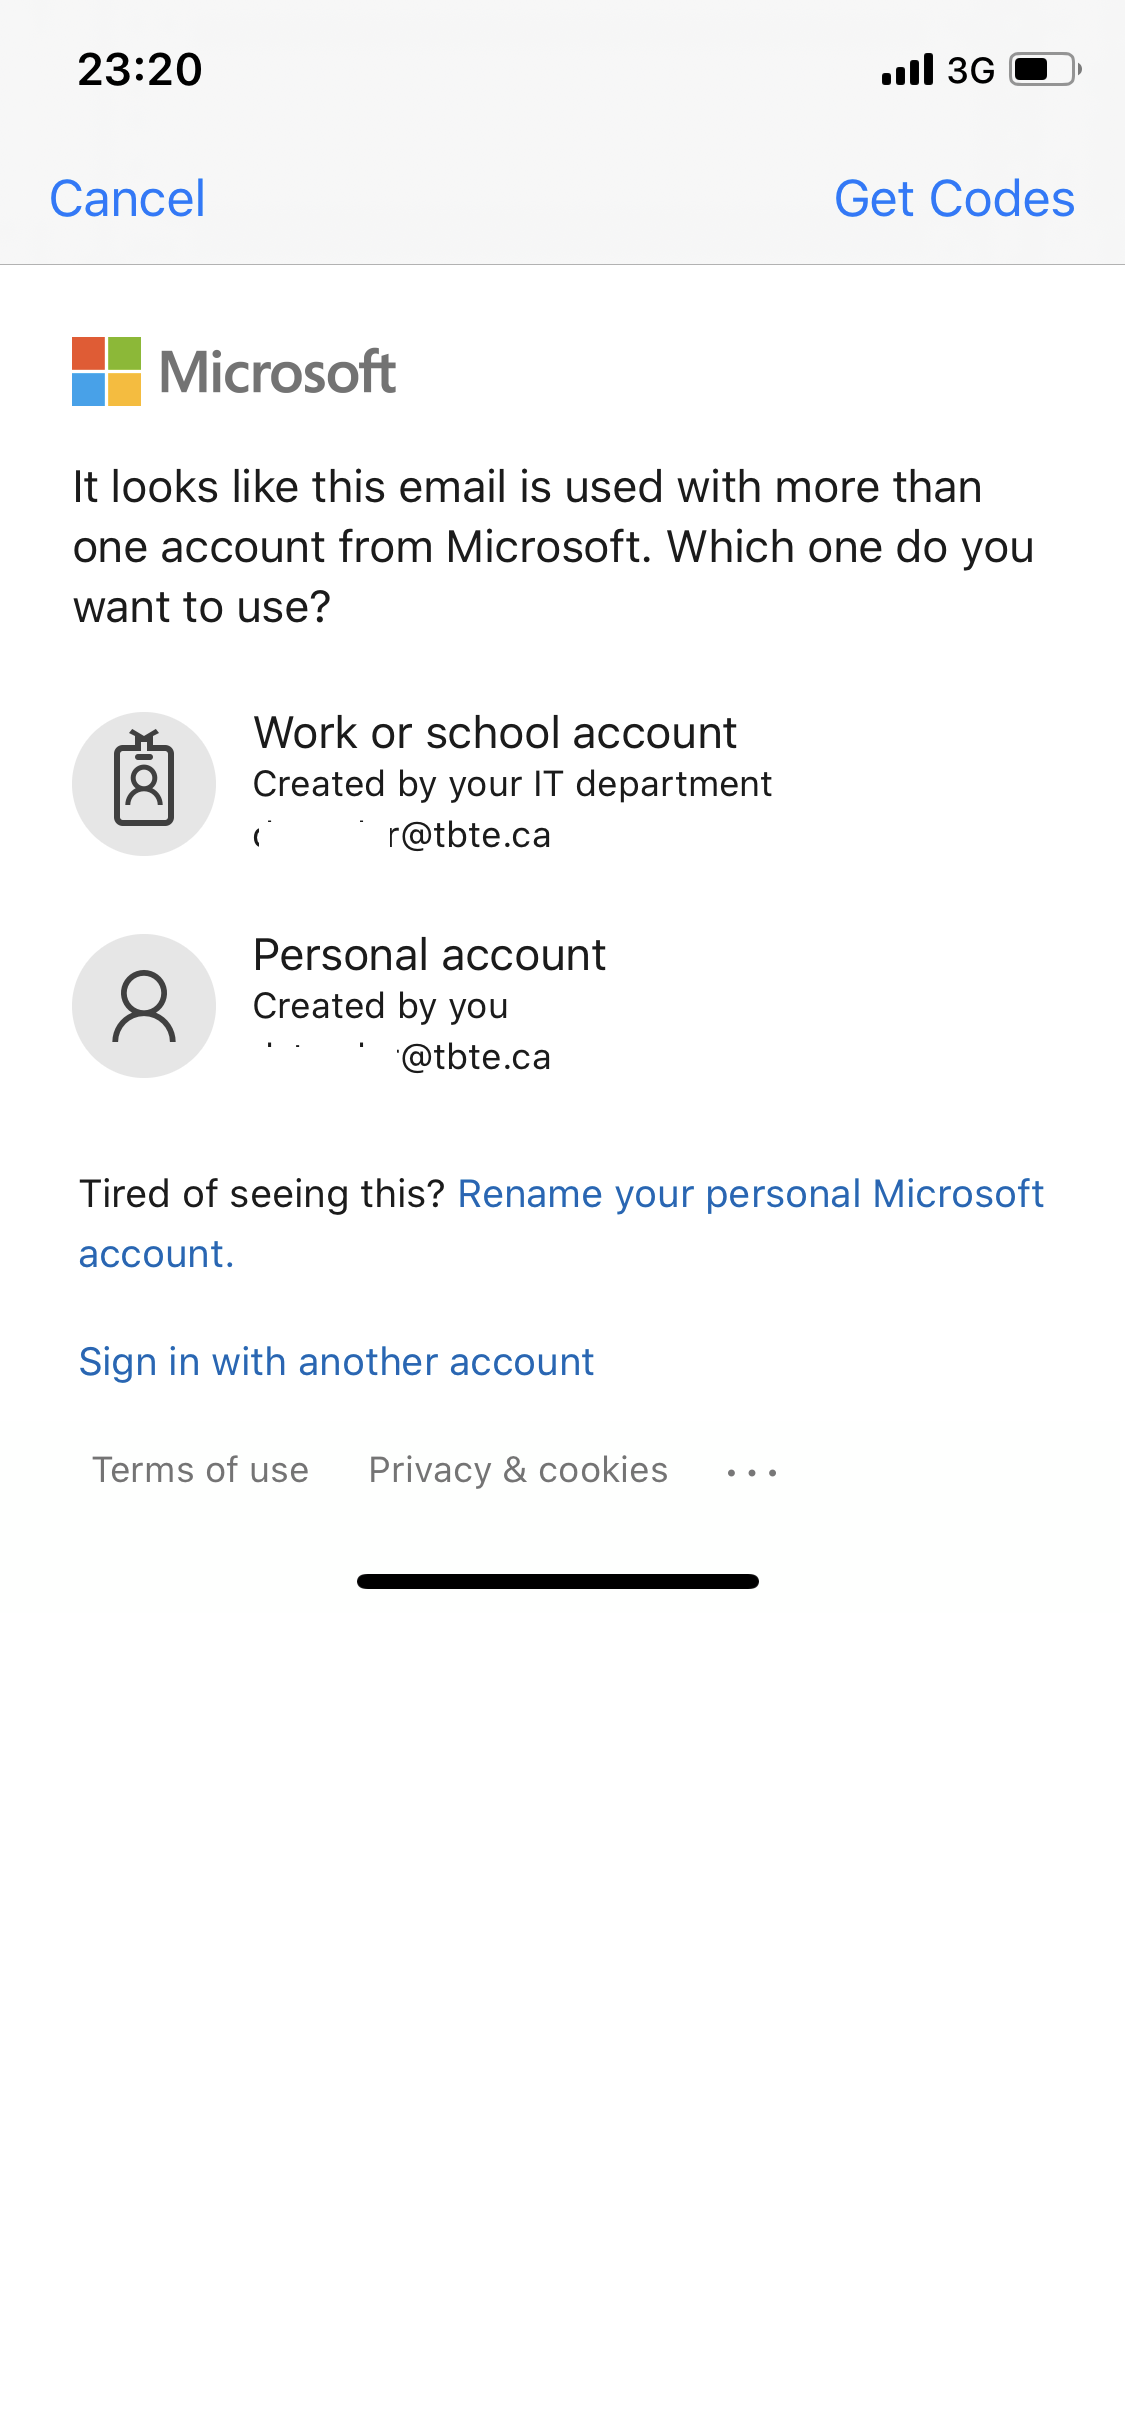 23:20
3G
Cancel
Get Codes
Microsoft
It looks like this email is used with more than
one account from Microsoft. Which one do you
want to use?
Work or school account
Created by your IT department
r@tbte.ca
Personal account
Created by you
@tbte.ca
Tired of seeing this? Rename your personal Microsoft
account.
Sign in with another account
Terms of use
Privacy & cookies
...